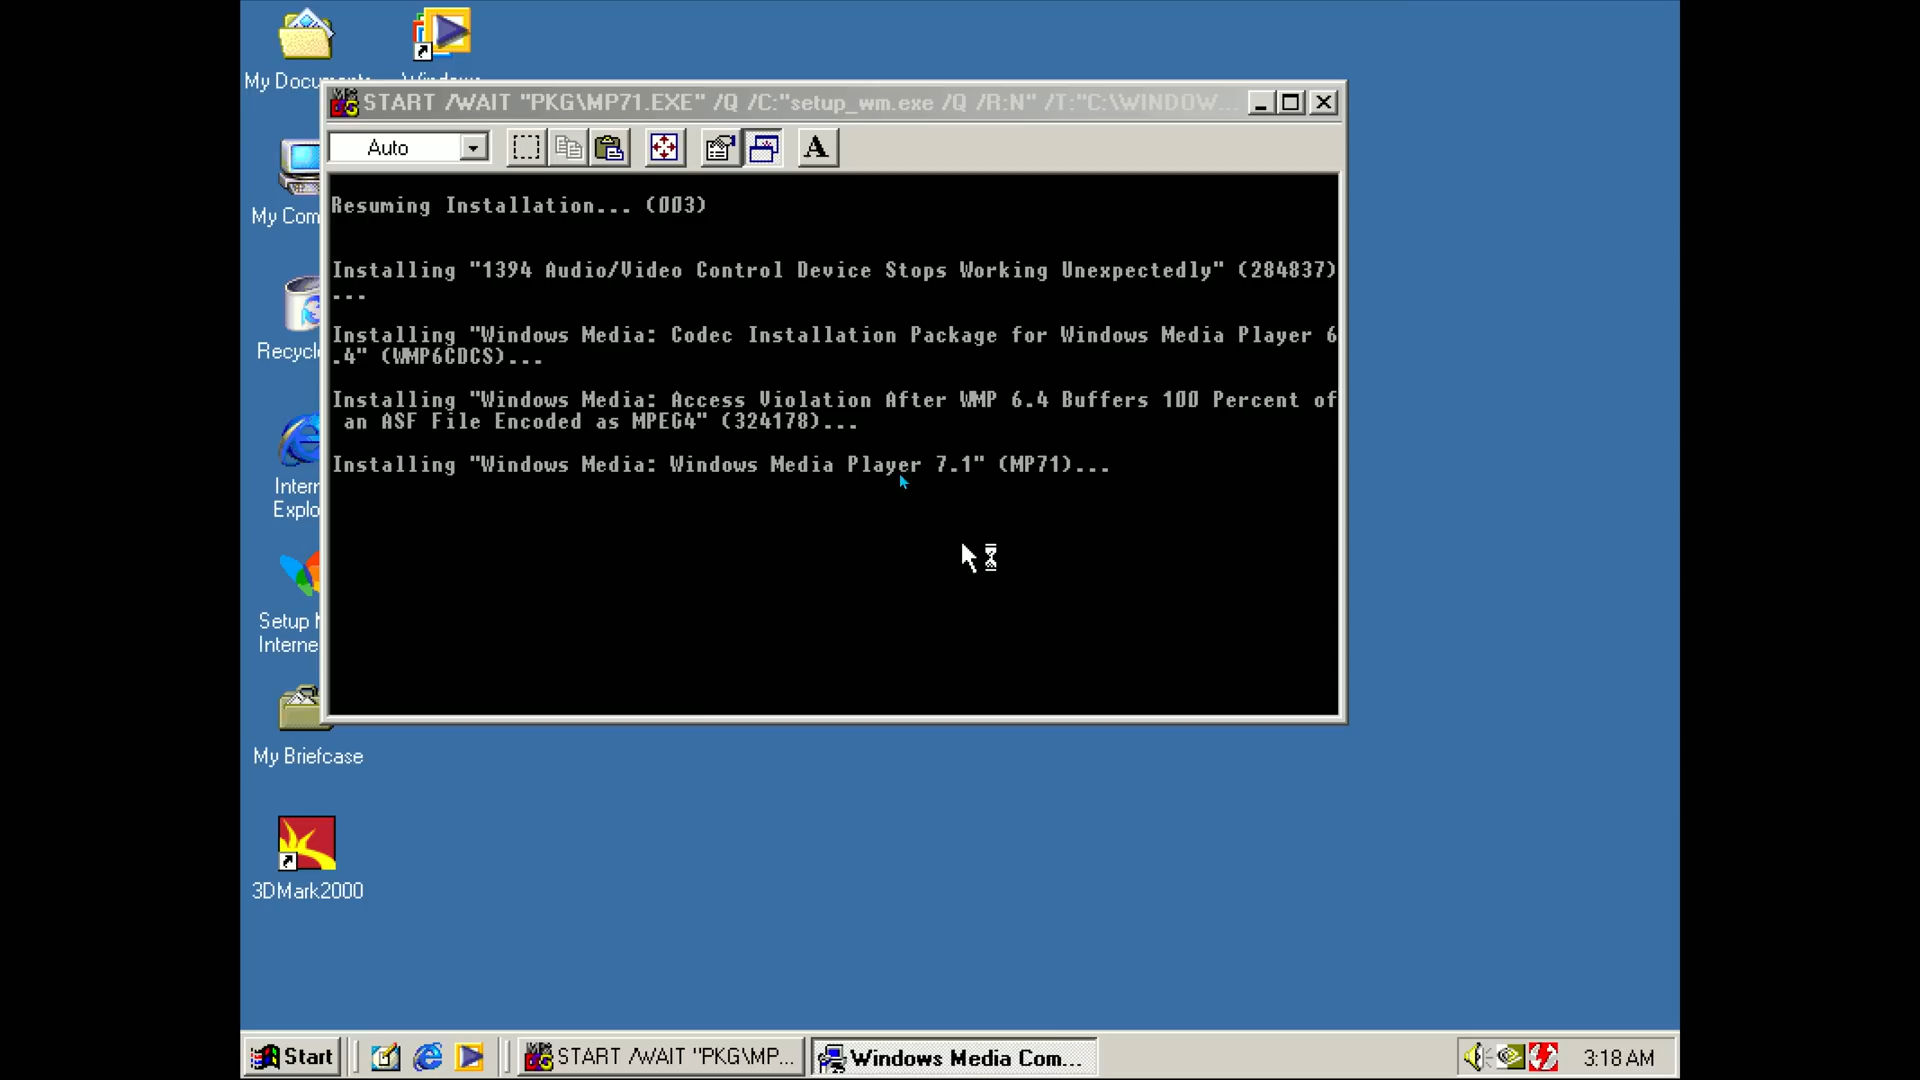 My Documents
START /WAIT "PKG\MP71.EXE" /Q /C:"setup_wm.exe /Q /R:N" /T:"C:\WINDOW...
Auto
A
My Com
Resuming Installation... (003)
Installing "1394 Audio/Video Control Device Stops Working Unexpectedly" (284837)
...
Installing "Windows Media: Codec Installation Package for Windows Media Player 6
.4" (WMP6CDCS)...
Installing "Windows Media: Access Violation After WMP 6.4 Buffers 100 Percent of
an ASF File Encoded as MPEG4" (324178)...
Installing "Windows Media: Windows Media Player 7.1" (MP71)...
Recycl
Intern
Explo
Setup M
Interne
My Briefcase
3DMark2000
Start
START /WAIT "PKG\MP...
Windows Media Com...
3:18 AM